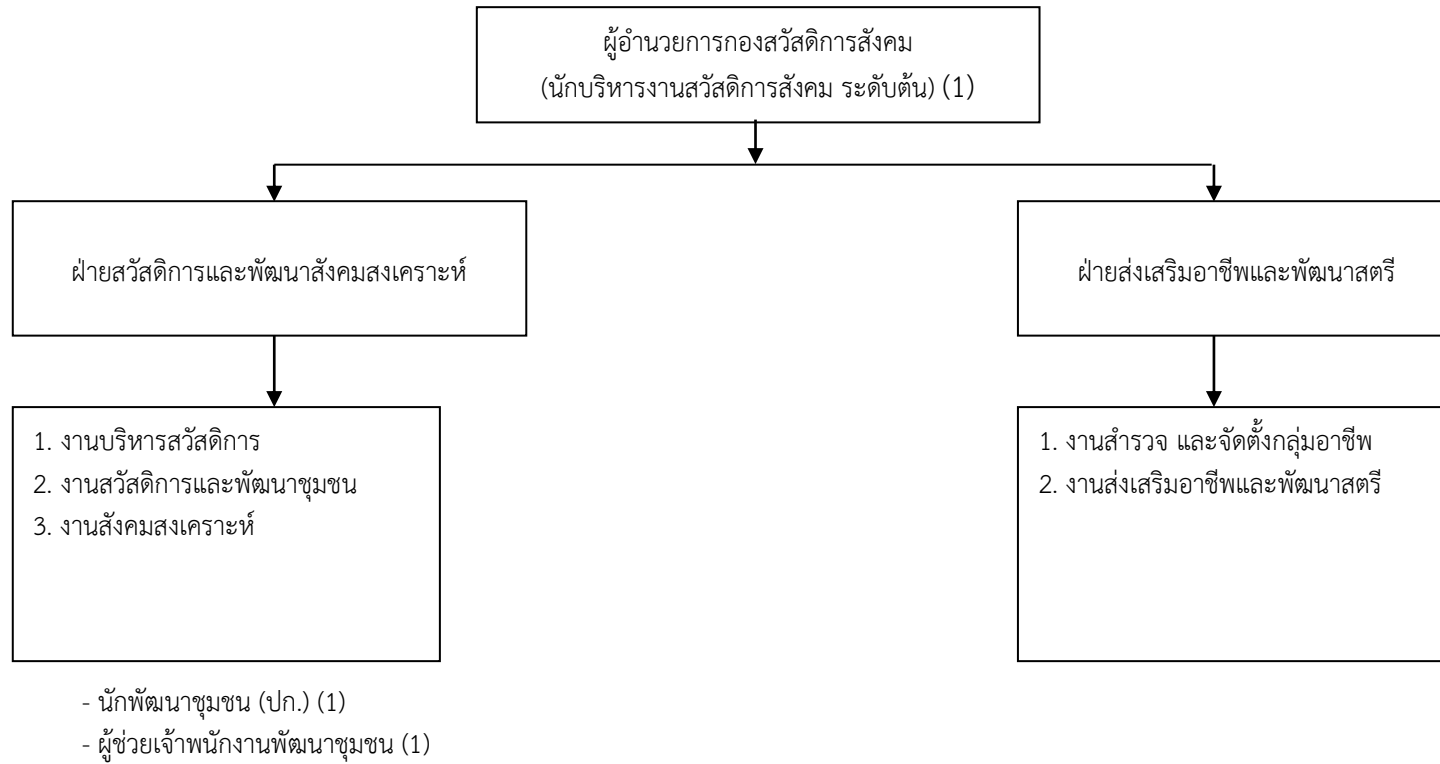 ผู้อำนวยการกองสวัสดิการสังคม
(นักบริหารงานสวัสดิการสังคม ระดับต้น) (1)
ฝ่ายสวัสดิการและพัฒนาสังคมสงเคราะห์
ฝ่ายส่งเสริมอาชีพและพัฒนาสตรี
1. งานบริหารสวัสดิการ
2. งานสวัสดิการและพัฒนาชุมชน
3. งานสังคมสงเคราะห์
1. งานสำรวจ และจัดตั้งกลุ่มอาชีพ
2. งานส่งเสริมอาชีพและพัฒนาสตรี
- นักพัฒนาชุมชน (ปก.) (1)
- ผู้ช่วยเจ้าพนักงานพัฒนาชุมชน (1)